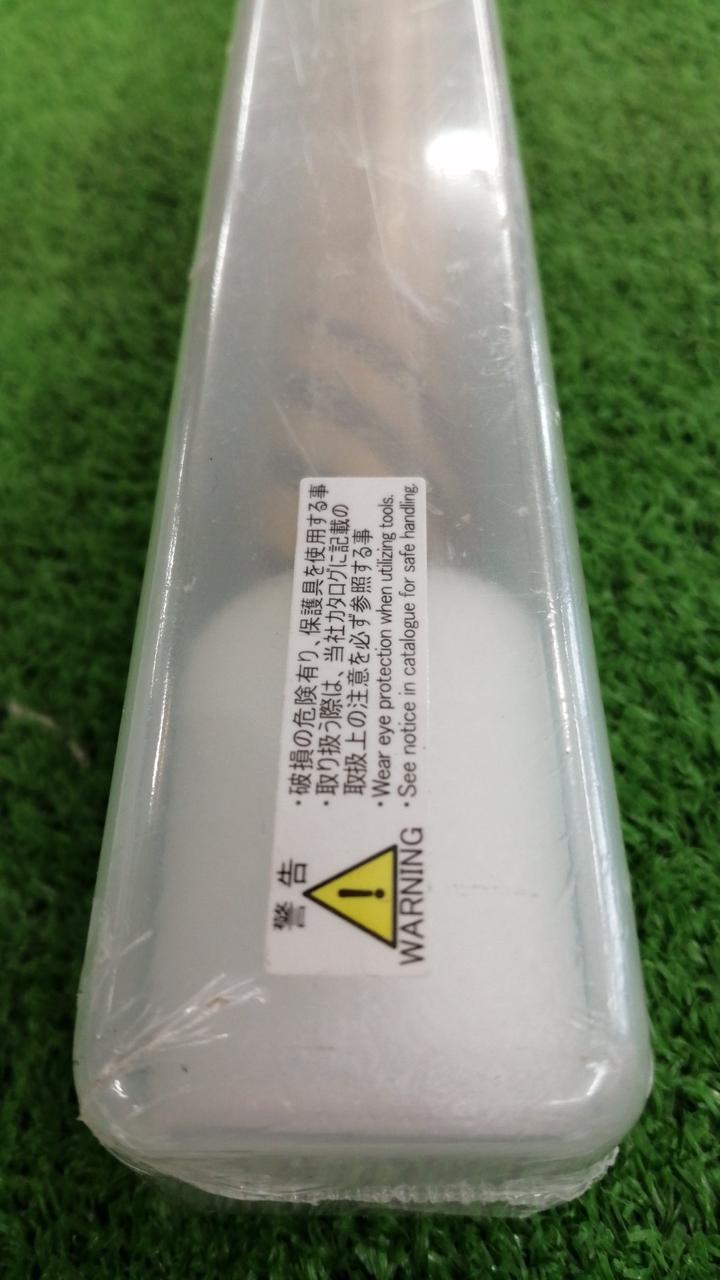 警告
WARNING
・破損の危険有り、保護具を使用する事
・取り扱う際は、当社カタログに記載の
取扱上の注意を必ず参照する事
・Wear eye protection when utilizing tools.
・See notice in catalogue for safe handling.